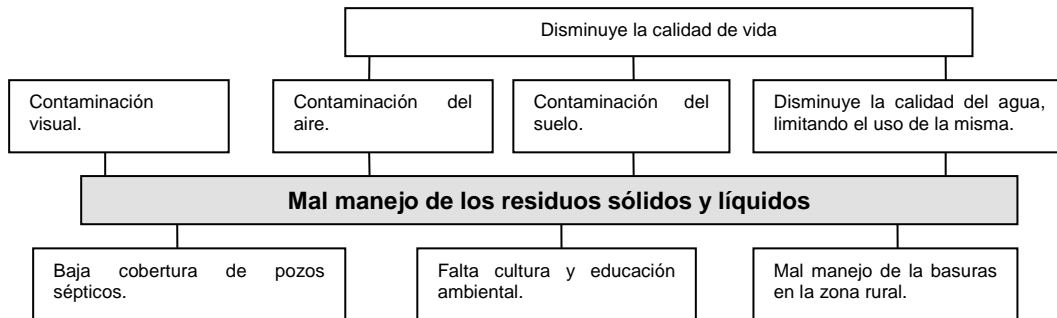 Disminuye la calidad de vida
Contaminación
visual.
Contaminación del
aire.
Contaminación del
suelo.
Disminuye la calidad del agua,
limitando el uso de la misma.
Mal manejo de los residuos sólidos y líquidos
Baja cobertura de pozos
sépticos.
Falta cultura y educación
ambiental.
Mal manejo de la basuras
en la zona rural.